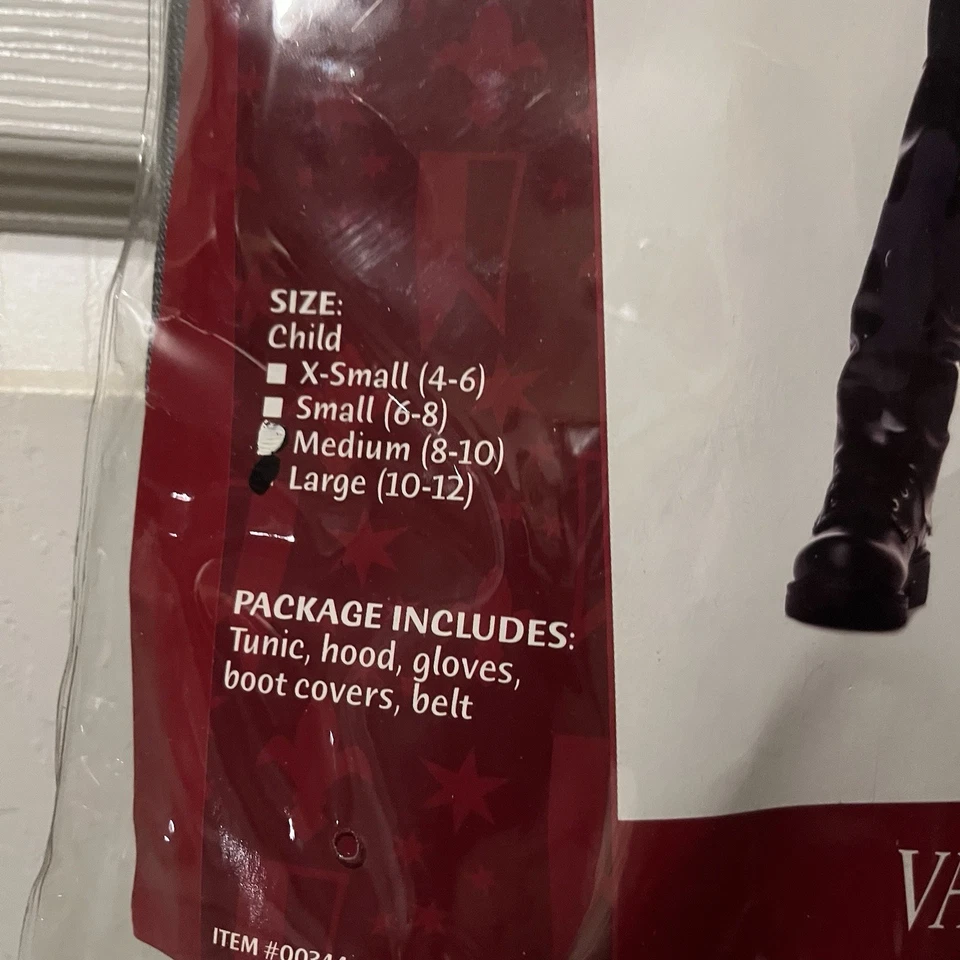 SIZE:
Child
X-Small (4-6)
Small (6-8)
Medium (8-10)
Large (10-12)
PACKAGE INCLUDES:
Tunic, hood, gloves,
boot covers, belt
ITEM